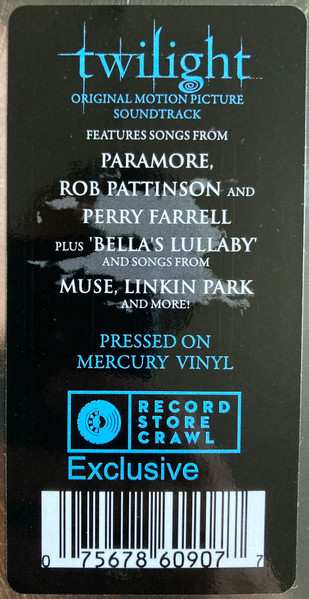 twilight
ORIGINAL MOTION PICTURE
SOUNDTRACK
FEATURES SONGS FROM
PARAMORE,
ROB PATTINSON AND
PERRY FARRELL
PLUS 'BELLA'S LULLABY'
AND SONGS FROM
MUSE, LINKIN PARK
AND MORE!
PRESSED ON
MERCURY VINYL
RECORD
STORE
CRAWL
Exclusive
0 75678 60907 7